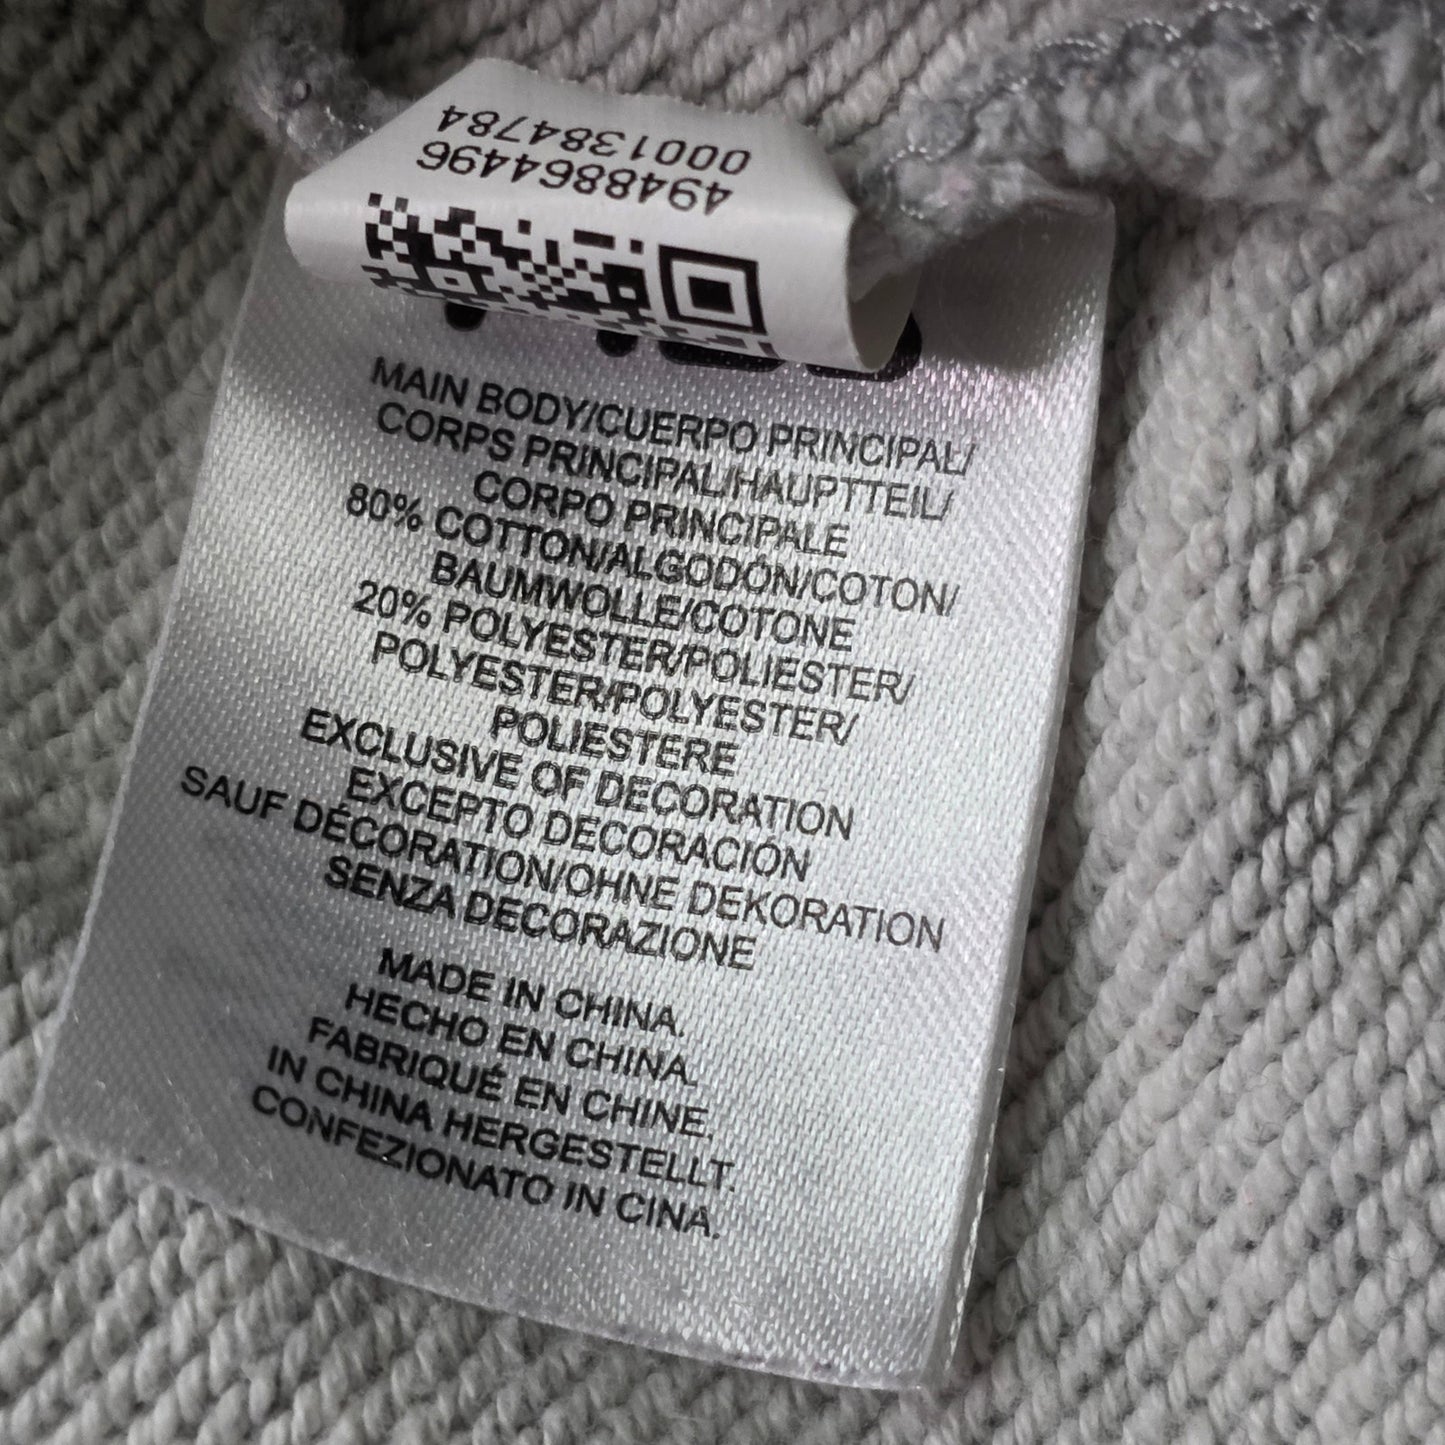 0001384784
4948864496
MAIN BODY/CUERPO PRINCIPAL/
CORPS PRINCIPAL/HAUPTTEIL/
CORPO PRINCIPALE
80% COTTON/ALGODÓN/COTON/
BAUMWOLLE/COTONE
20% POLYESTER/POLIESTER/
POLYESTER/POLYESTER/
POLIESTERE
EXCLUSIVE OF DECORATION
EXCEPTO DECORACIÓN
SAUF DÉCORATION/OHNE DEKORATION
SENZA DECORAZIONE
MADE IN CHINA.
HECHO EN CHINA.
FABRIQUÉ EN CHINE.
IN CHINA HERGESTELLT.
CONFEZIONATO IN CINA.